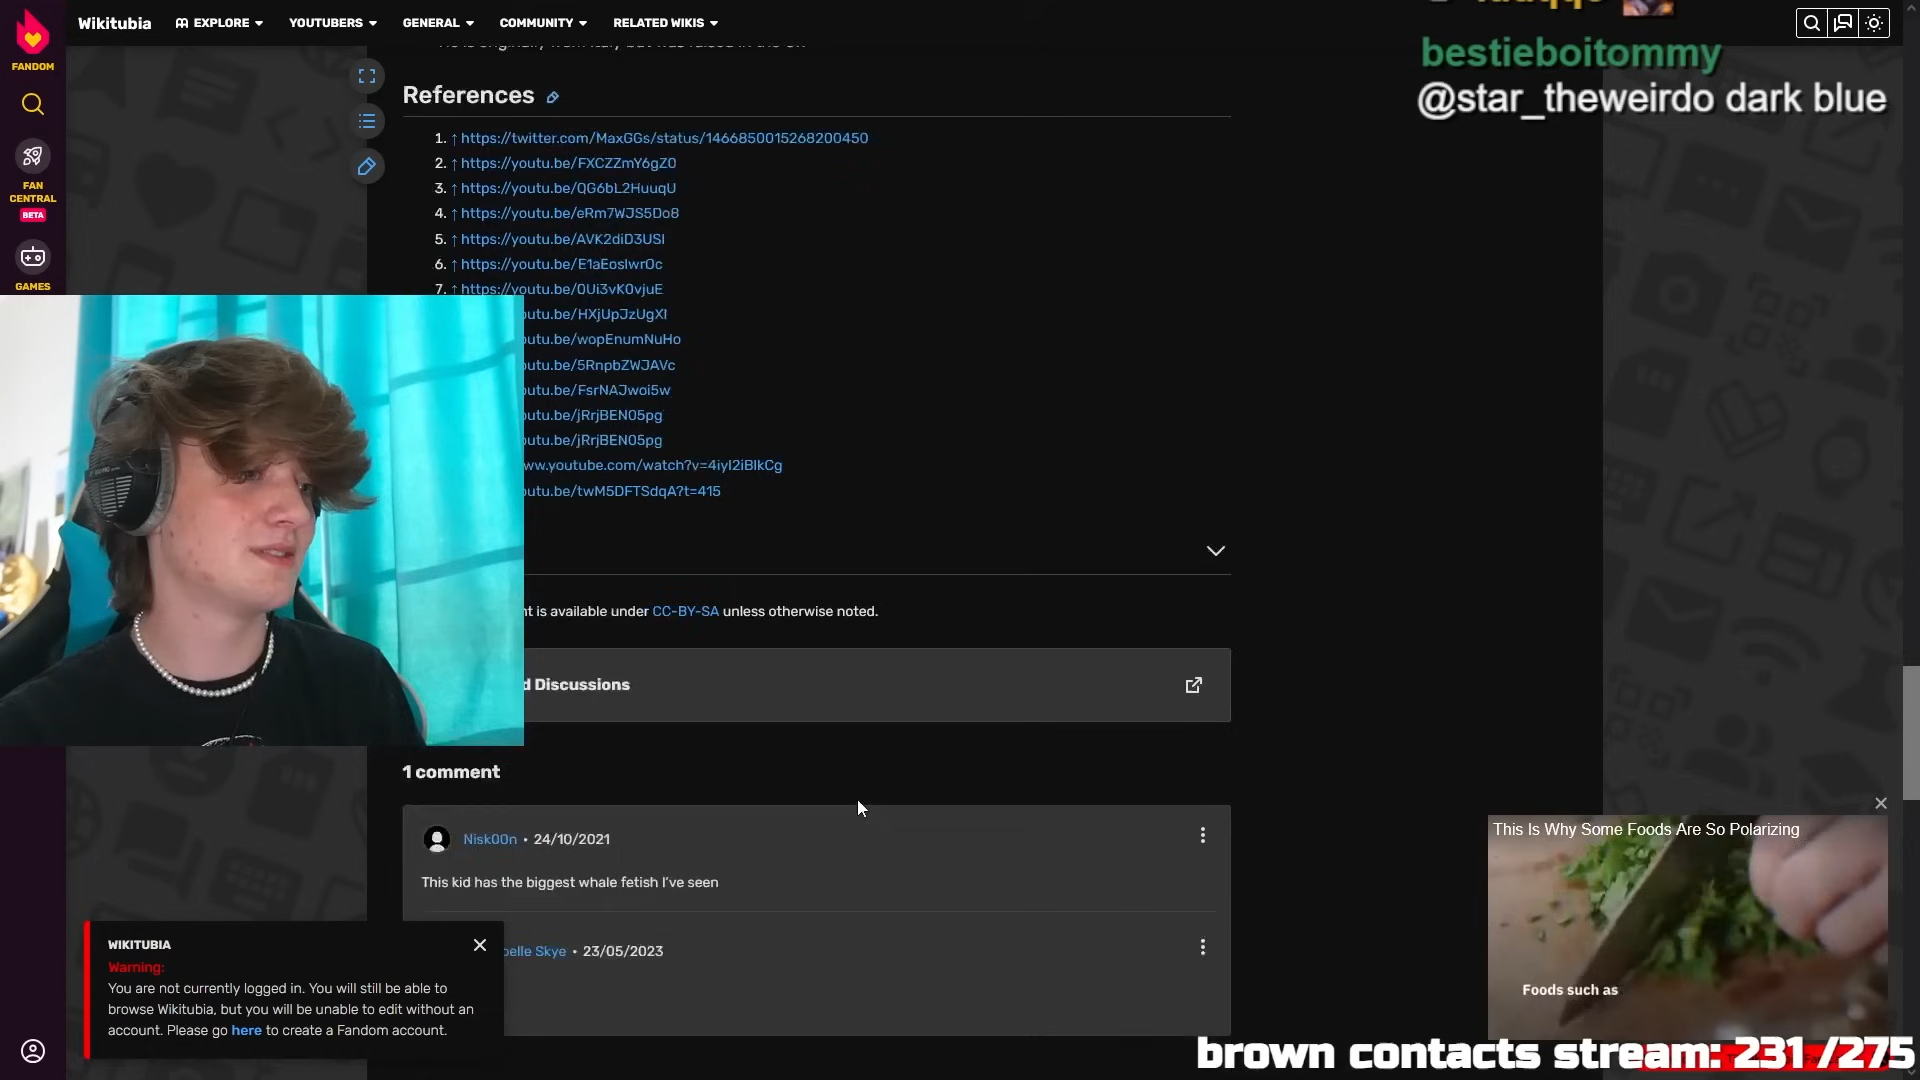 Wikitubia
EXPLORE
YOUTUBERS
GENERAL
COMMUNITY
RELATED WIKIS
FANDOM
FAN
CENTRAL
BETA
GAMES
bestieboitommy
@star_theweirdo dark blue
References
1. ↑ https://twitter.com/MaxGGs/status/1466850015268200450
2. ↑ https://youtu.be/FXCZZmY6gZ0
3. ↑ https://youtu.be/QG6bL2HuuqU
4. ↑ https://youtu.be/eRm7WJS5Do8
5. ↑ https://youtu.be/AVK2diD3USI
6. ↑ https://youtu.be/E1aEosIwr0c
7. ↑ https://youtu.be/0Ui3vK0vjuE
outu.be/HXjUpJzUgXI
outu.be/wopEnumNuHo
outu.be/5RnpbZWJAVc
outu.be/FsrNAJwoi5w
outu.be/jRrjBEN05pg
outu.be/jRrjBEN05pg
ww.youtube.com/watch?v=4iyI2iBlkCg
outu.be/twM5DFTSdqA?t=415
t is available under CC-BY-SA unless otherwise noted.
d Discussions
1 comment
Nisk00n • 24/10/2021
This kid has the biggest whale fetish I've seen
belle Skye • 23/05/2023
WIKITUBIA
Warning:
You are not currently logged in. You will still be able to
browse Wikitubia, but you will be unable to edit without an
account. Please go here to create a Fandom account.
This Is Why Some Foods Are So Polarizing
Foods such as
brown contacts stream: 231 /275